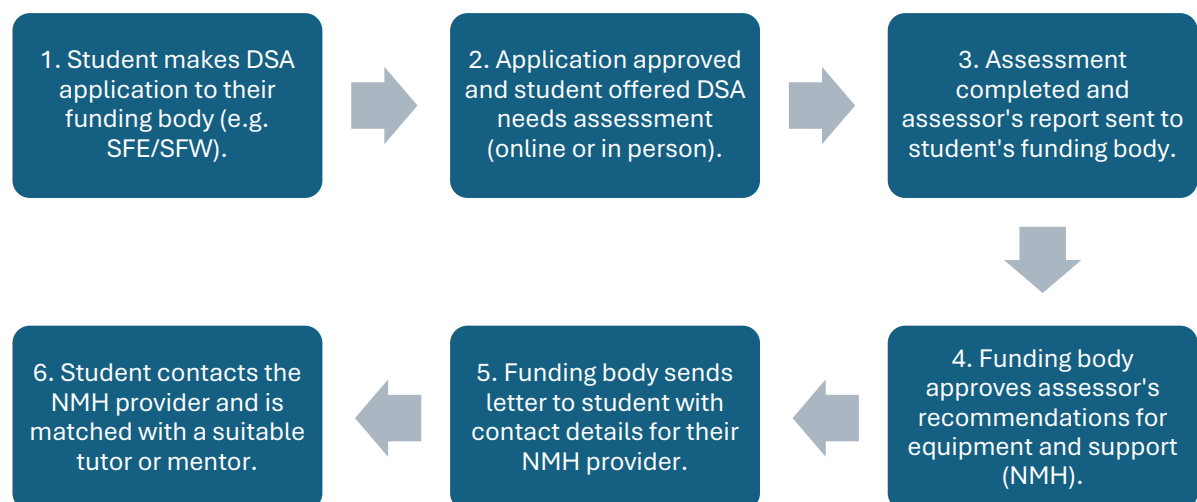 1. Student makes DSA
application to their
funding body (e.g.
SFE/SFW).
2. Application approved
and student offered DSA
needs assessment
(online or in person).
3. Assessment
completed and
assessor's report sent to
student's funding body.
4. Funding body
approves assessor's
recommendations for
equipment and support
(NMH).
5. Funding body sends
letter to student with
contact details for their
NMH provider.
6. Student contacts the
NMH provider and is
matched with a suitable
tutor or mentor.